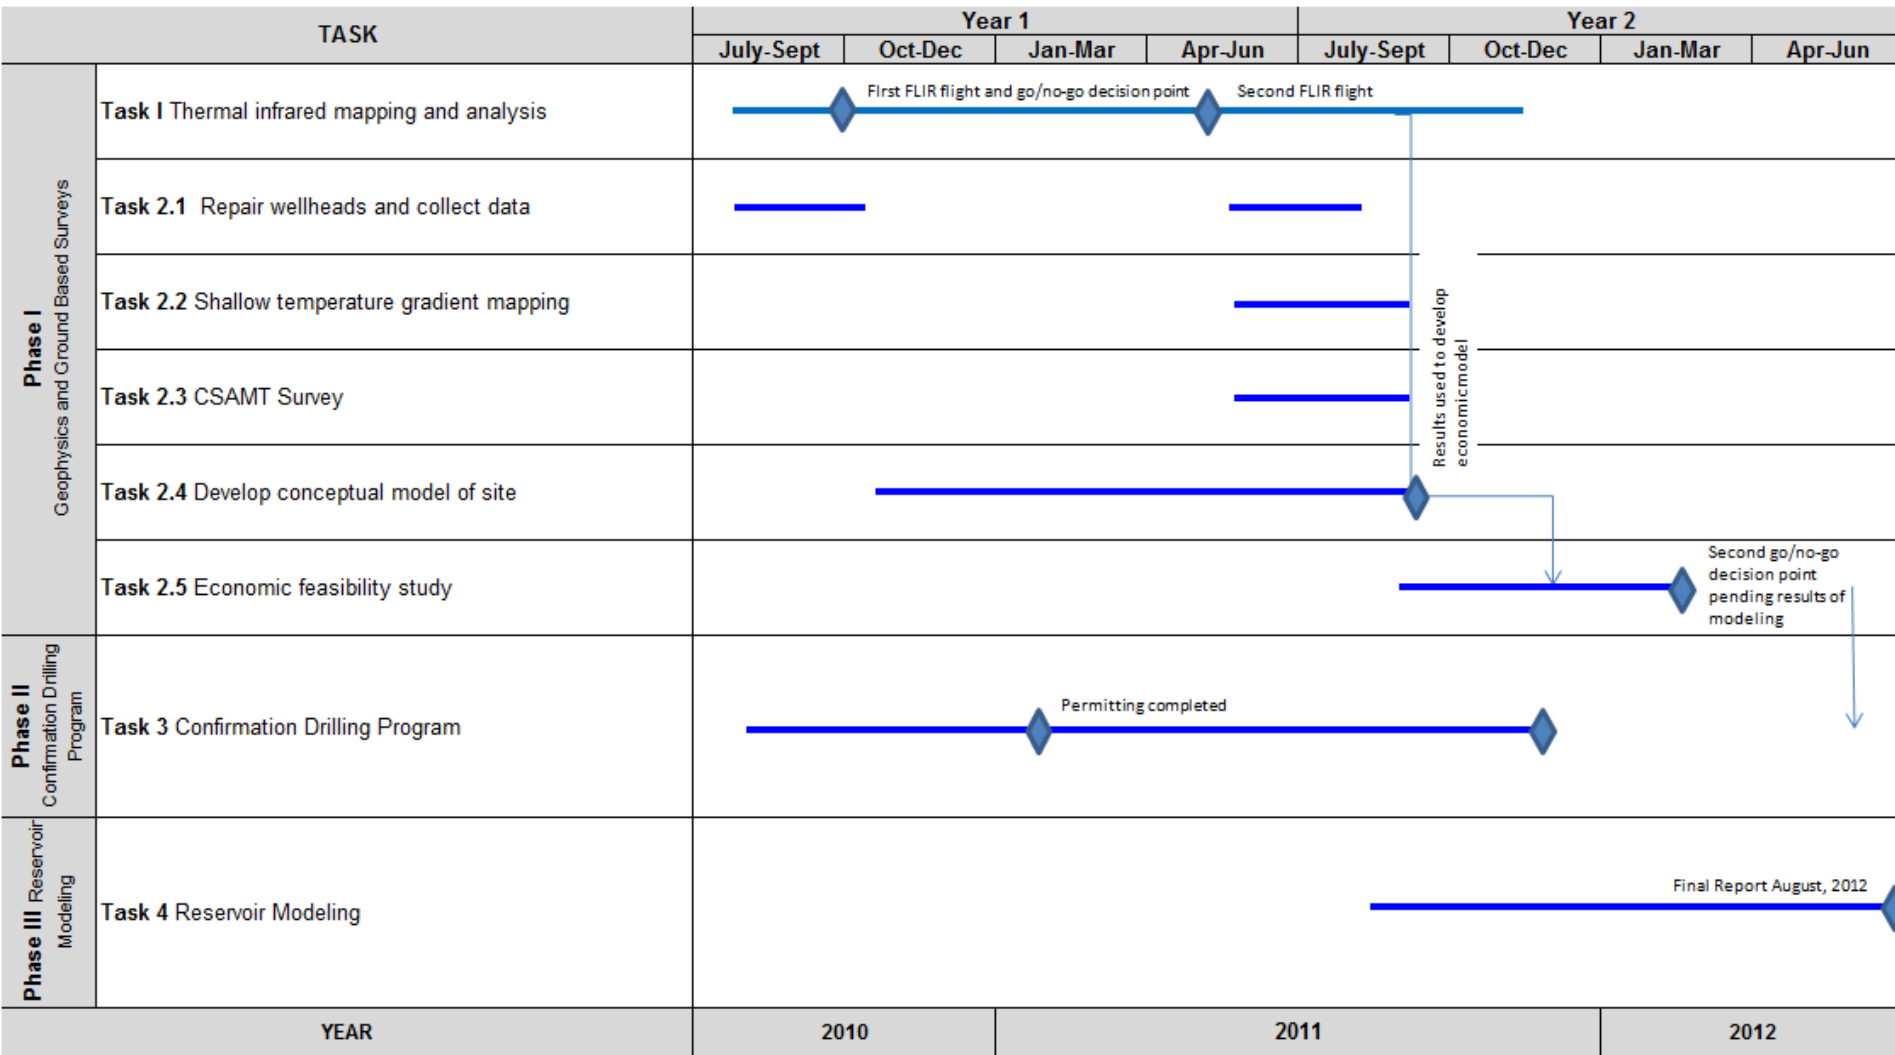 TASK
Year 1
Year 2
July-Sept
Oct-Dec
Jan-Mar
Apr-Jun
July-Sept
Oct-Dec
Jan-Mar
Apr-Jun
Phase I
Geophysics and Ground Based Surveys
Task I Thermal infrared mapping and analysis
FIrst FLIR flight and go/no-go decision point
Second FLIR flight
Task 2.1 Repair wellheads and collect data
Task 2.2 Shallow temperature gradient mapping
Task 2.3 CSAMT Survey
Results used to develop
economic model
Task 2.4 Develop conceptual model of site
Task 2.5 Economic feasibility study
Second go/no-go
decision point
pending results of
modeling
Phase II
Confirmation Drilling
Program
Task 3 Confirmation Drilling Program
Permitting completed
Phase III Reservoir
Modeling
Task 4 Reservoir Modeling
Final Report August, 2012
YEAR
2010
2011
2012